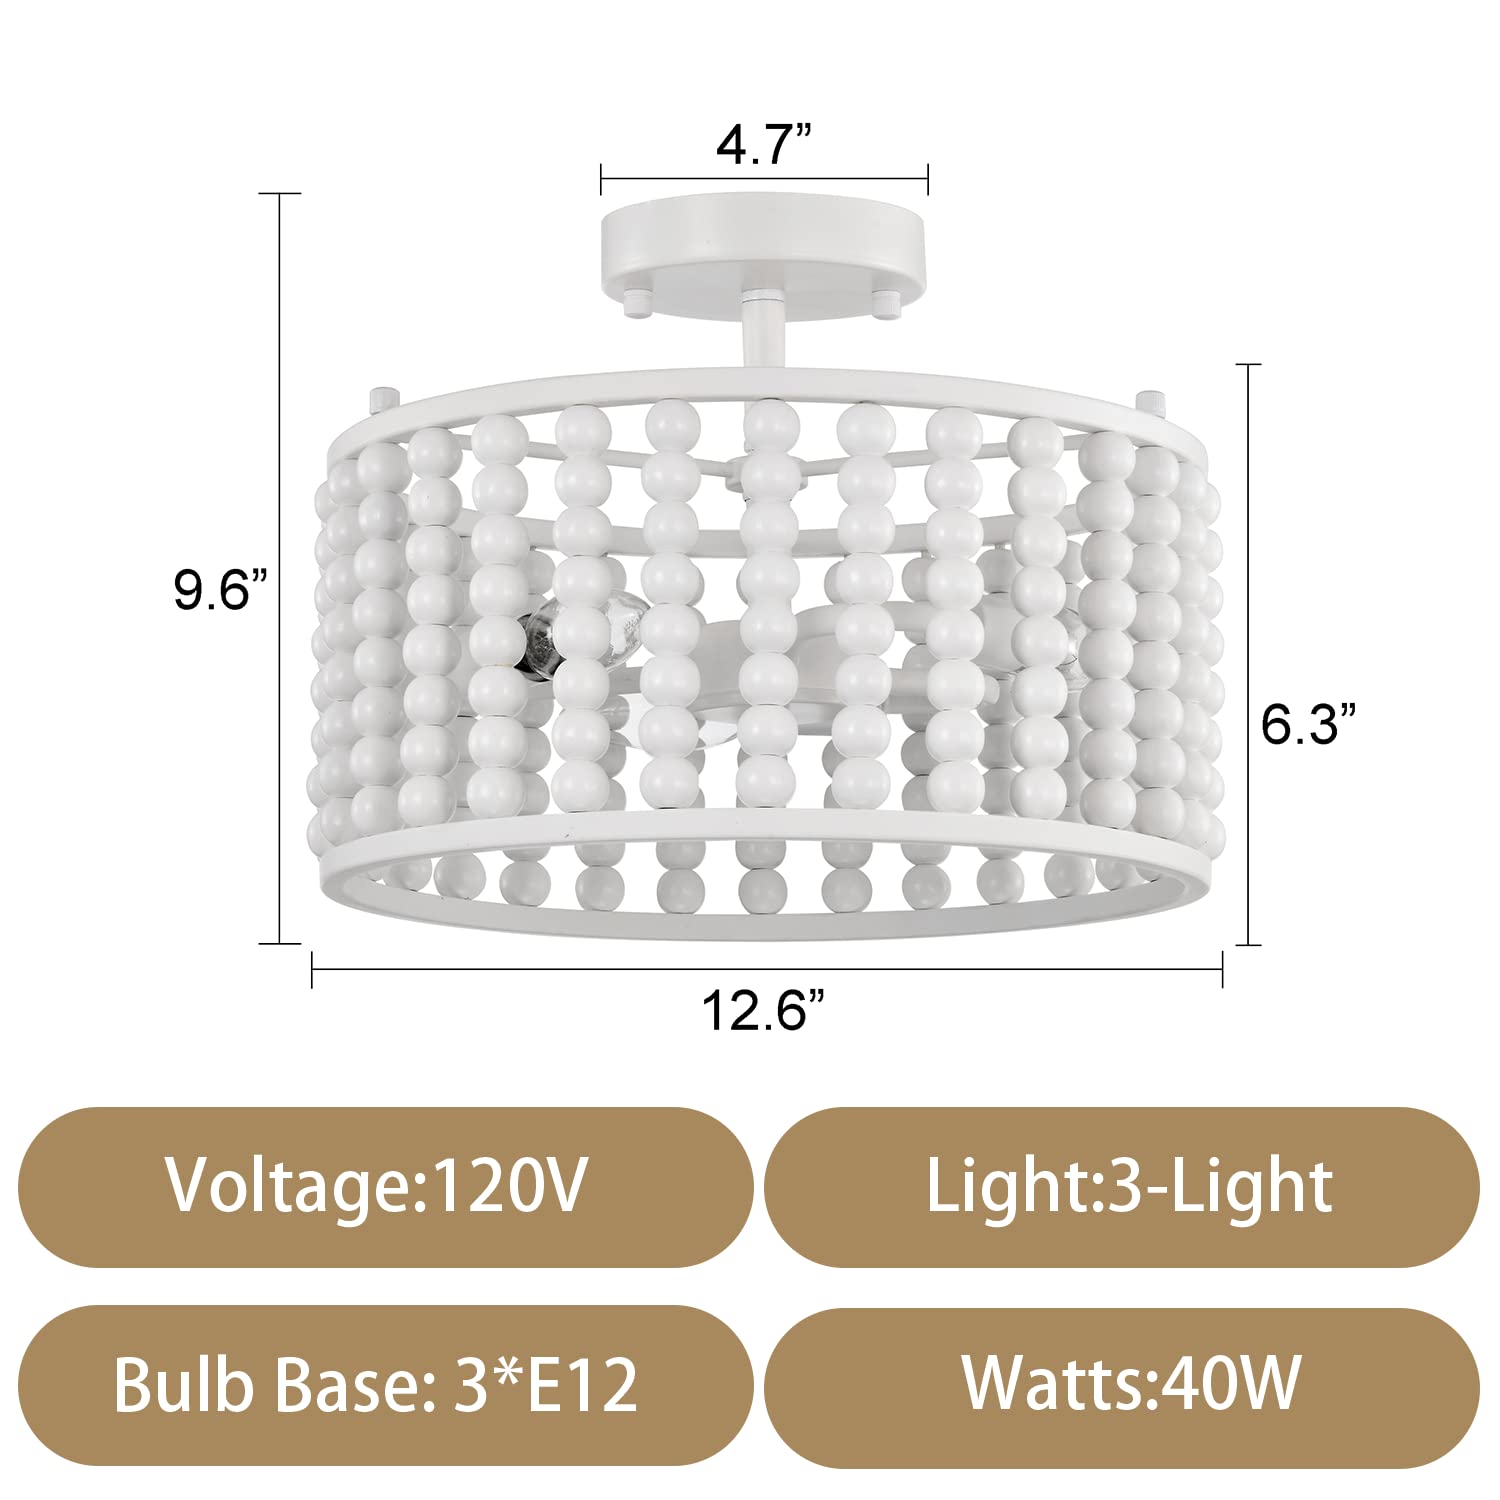 4.7”
9.6”
6.3”
12.6”
Voltage:120V
Light:3-Light
Bulb Base: 3*E12
Watts:40W